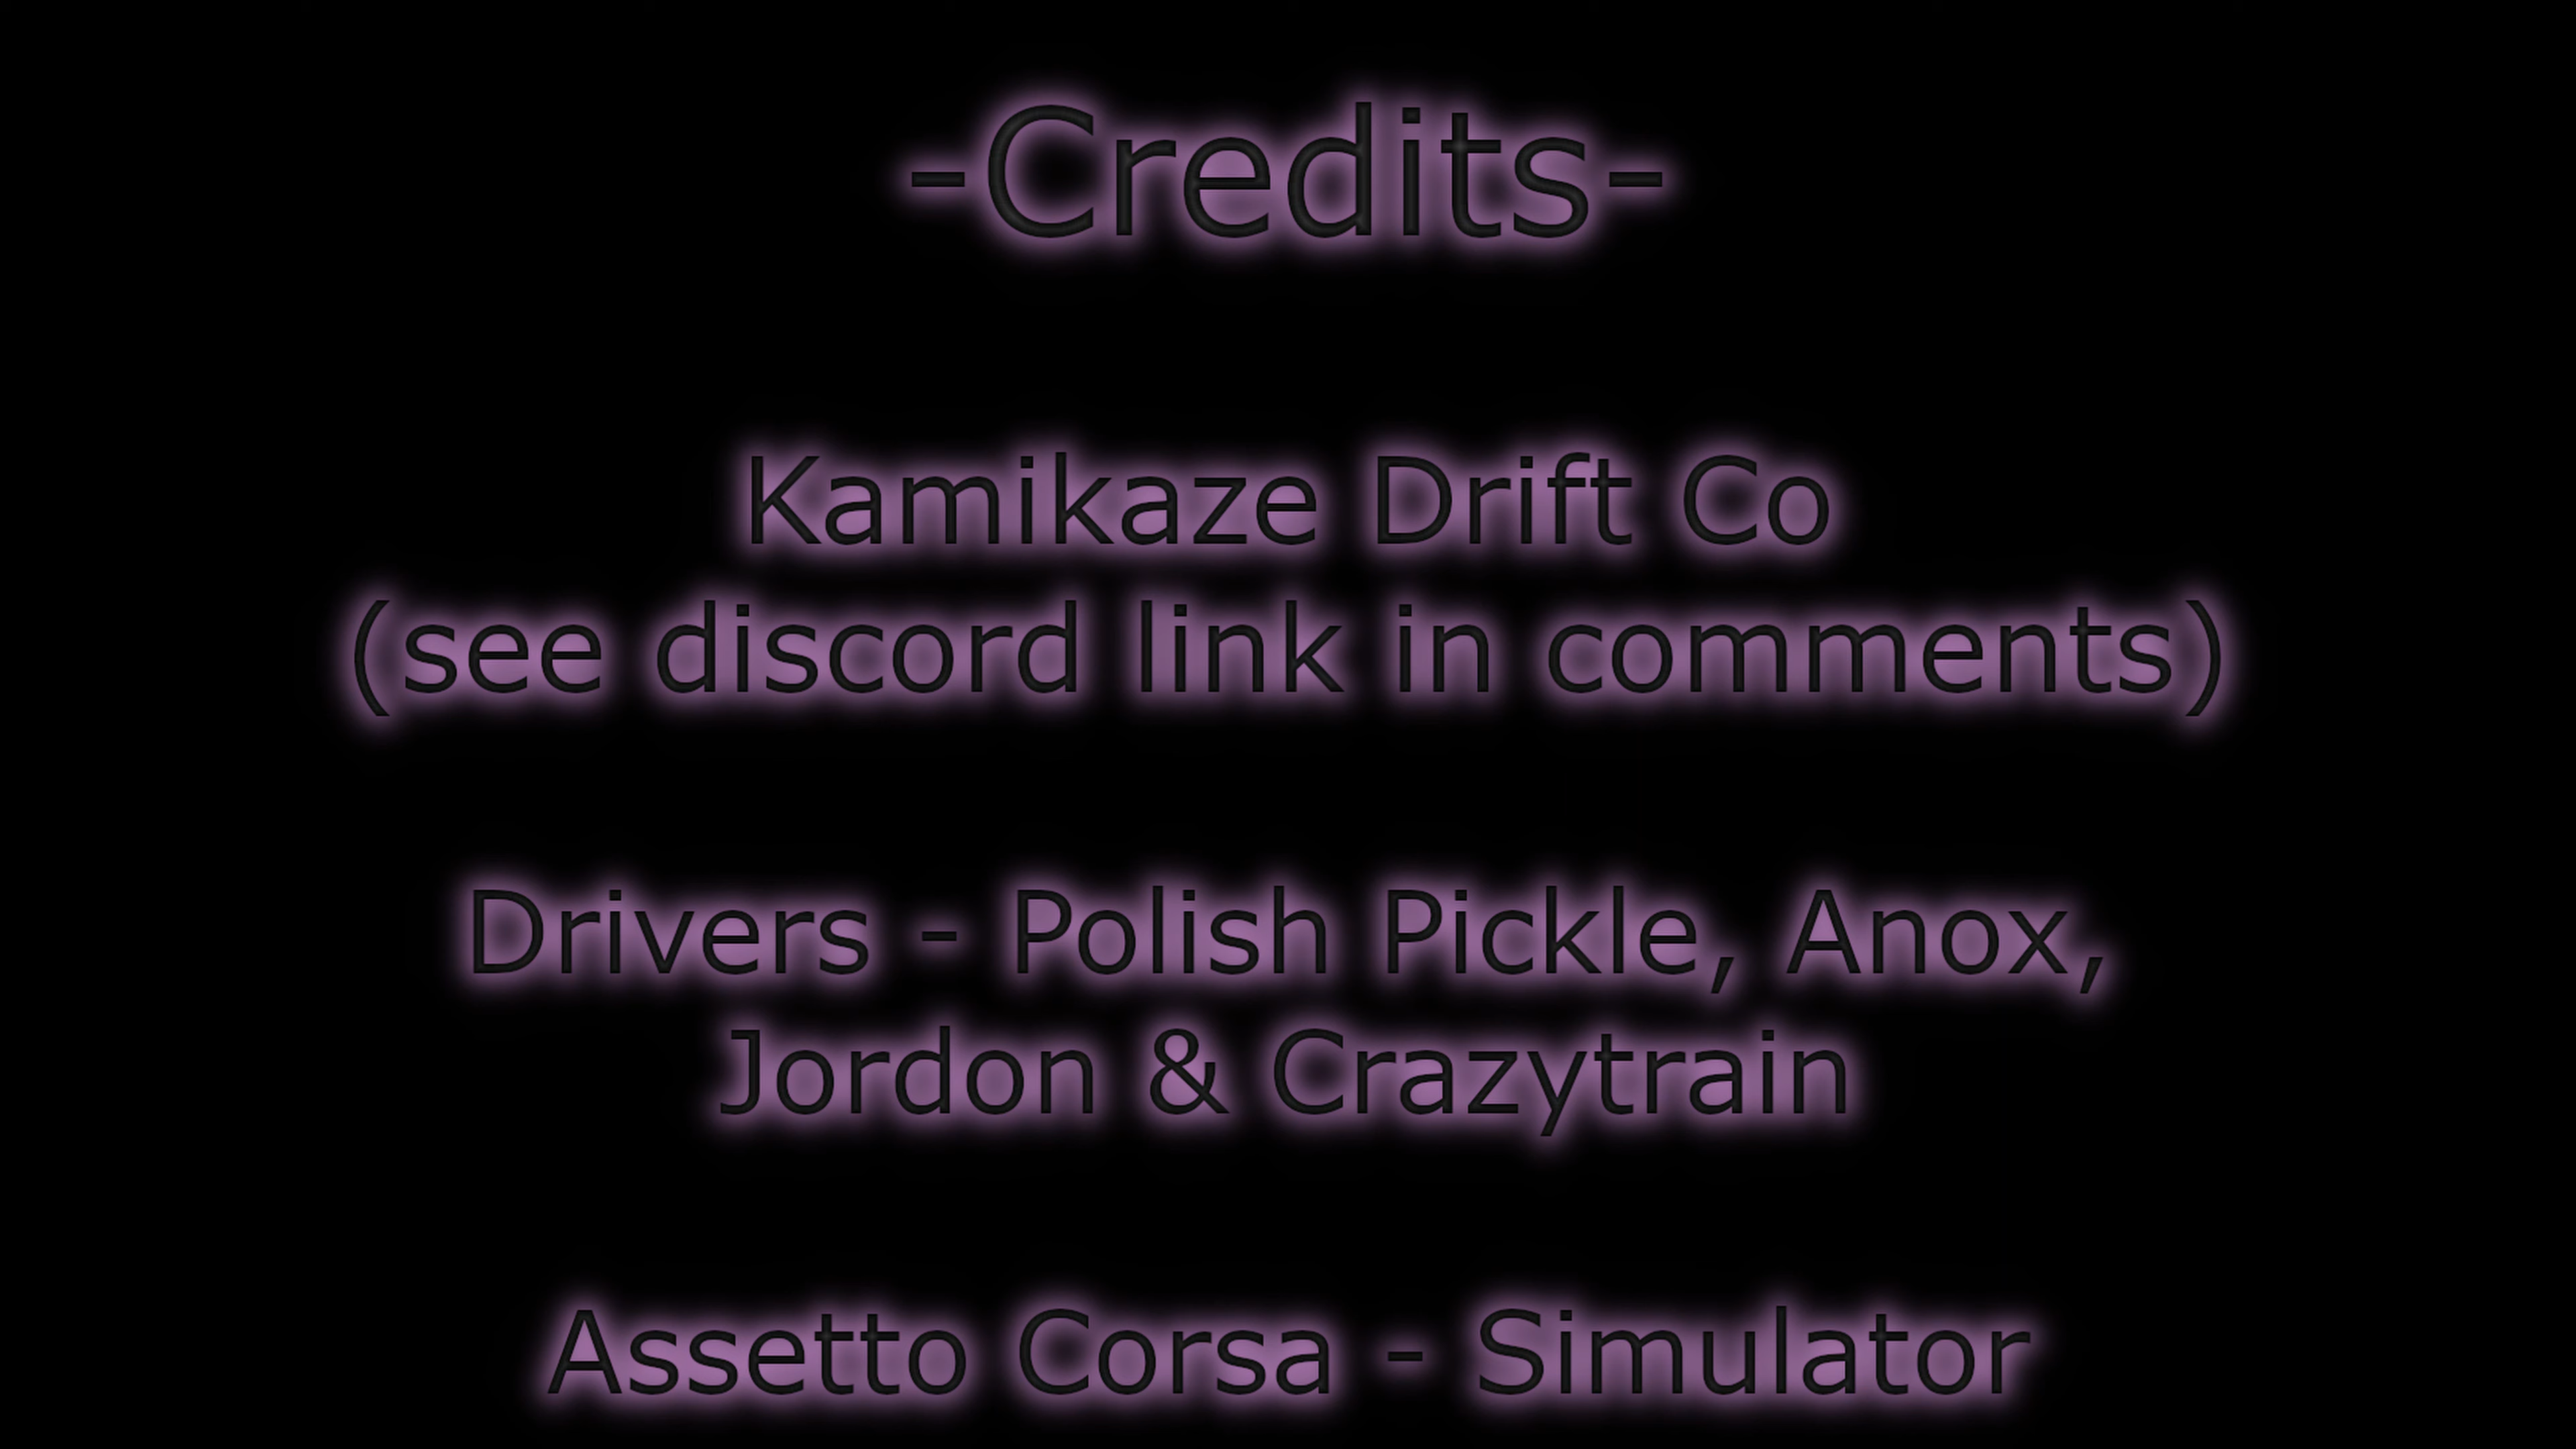 -Credits-
Kamikaze Drift Co
(see discord link in comments)
Drivers - Polish Pickle, Anox,
Jordon & Crazytrain
Assetto Corsa - Simulator